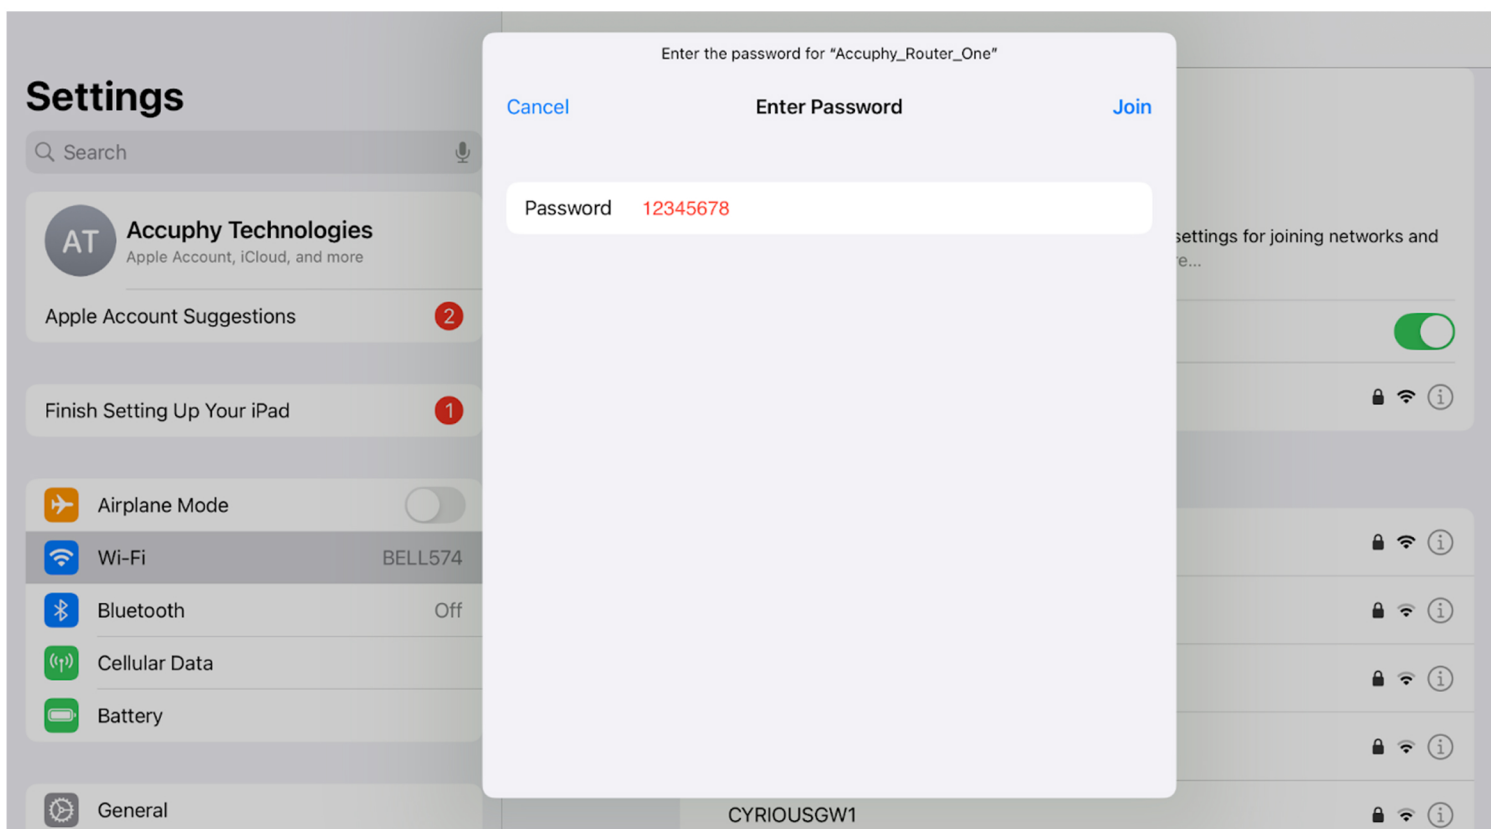 Settings
Search
AT
Accuphy Technologies
Apple Account, iCloud, and more
Apple Account Suggestions 2
Finish Setting Up Your iPad 1
Airplane Mode
Wi-Fi BELL574
Bluetooth Off
Cellular Data
Battery
General
Enter the password for “Accuphy_Router_One”
Cancel Enter Password Join
Password 12345678
settings for joining networks and
e...
CYRIOUSGW1